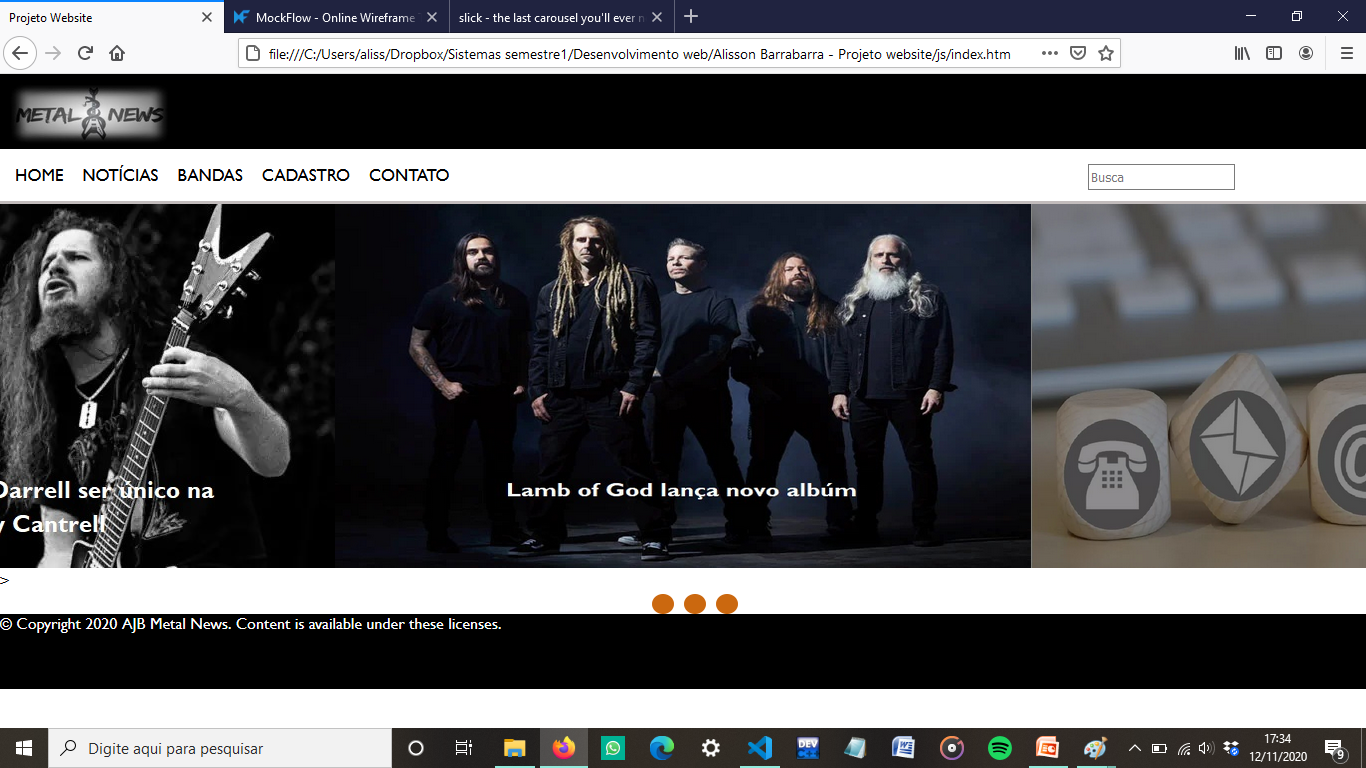 Projeto Website
MockFlow - Online Wireframe
slick - the last carousel you'll ever n
file:///C:/Users/aliss/Dropbox/Sistemas semestre1/Desenvolvimento web/Alisson Barrabarra - Projeto website/js/index.htm
METAL NEWS
HOME NOTÍCIAS BANDAS CADASTRO CONTATO
Busca
Darrell ser único na
y Cantrell
Lamb of God lança novo albúm
@
>
© Copyright 2020 AJB Metal News. Content is available under these licenses.
Digite aqui para pesquisar
DEV
17:34
12/11/2020
9